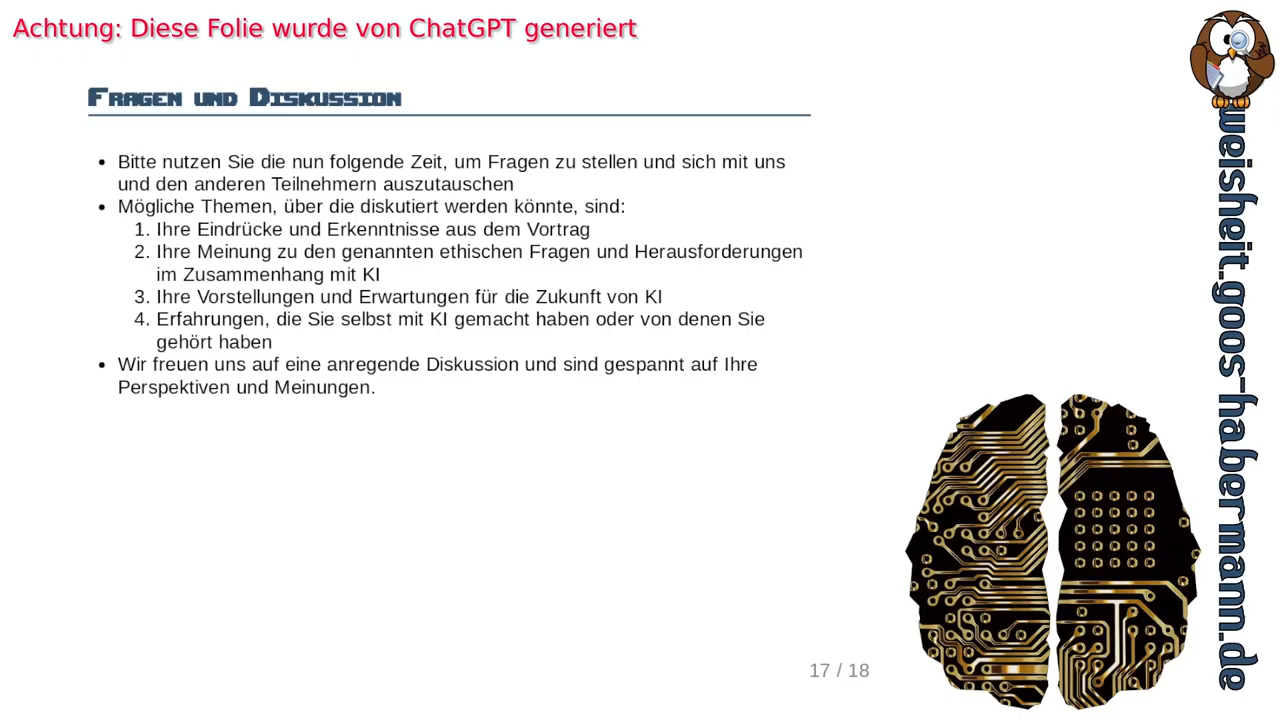 Achtung: Diese Folie wurde von ChatGPT generiert
Fragen und Diskussion
• Bitte nutzen Sie die nun folgende Zeit, um Fragen zu stellen und sich mit uns
und den anderen Teilnehmern auszutauschen
• Mögliche Themen, über die diskutiert werden könnte, sind:
1. Ihre Eindrücke und Erkenntnisse aus dem Vortrag
2. Ihre Meinung zu den genannten ethischen Fragen und Herausforderungen
im Zusammenhang mit KI
3. Ihre Vorstellungen und Erwartungen für die Zukunft von KI
4. Erfahrungen, die Sie selbst mit KI gemacht haben oder von denen Sie
gehört haben
• Wir freuen uns auf eine anregende Diskussion und sind gespannt auf Ihre
Perspektiven und Meinungen.
17 / 18
weisheit.goos-habermann.de